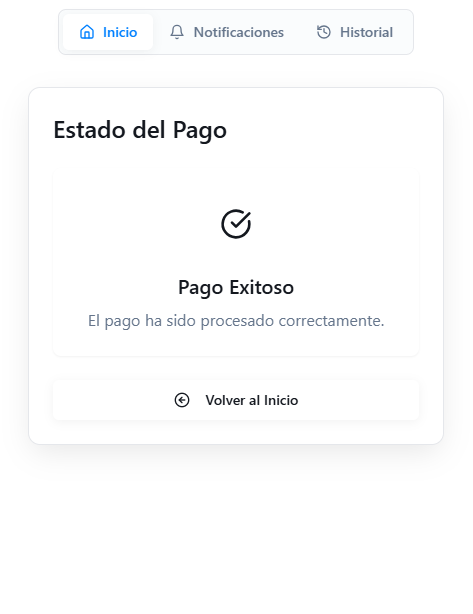 Inicio Notificaciones Historial
Estado del Pago
Pago Exitoso
El pago ha sido procesado correctamente.
Volver al Inicio